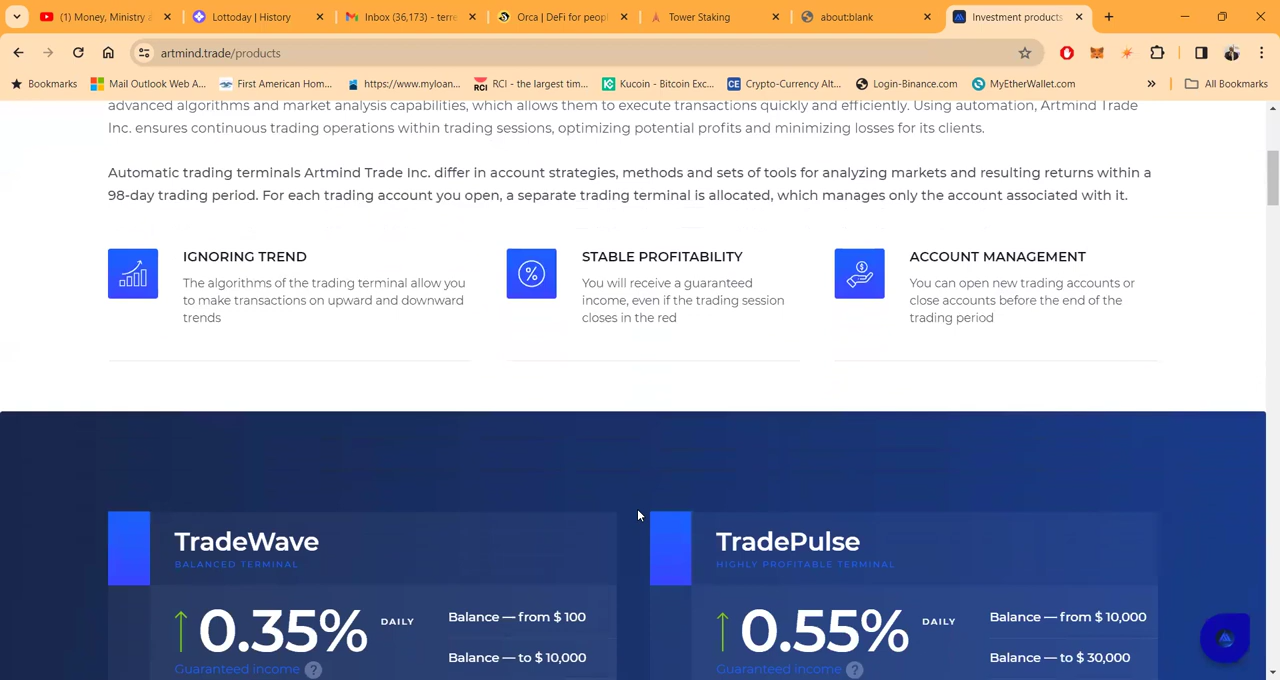 (1) Money, Ministry a
Lottoday | History
Inbox (36,173) - terre
Orca | DeFi for peopl
Tower Staking
about:blank
Investment products
artmind.trade/products
Bookmarks
Mail Outlook Web A...
First American Hom...
https://www.myloan...
RCI - the largest tim...
Kucoin - Bitcoin Exc...
Crypto-Currency Alt...
Login-Binance.com
MyEtherWallet.com
All Bookmarks
advanced algorithms and market analysis capabilities, which allows them to execute transactions quickly and efficiently. Using automation, Artmind Trade
Inc. ensures continuous trading operations within trading sessions, optimizing potential profits and minimizing losses for its clients.
Automatic trading terminals Artmind Trade Inc. differ in account strategies, methods and sets of tools for analyzing markets and resulting returns within a
98-day trading period. For each trading account you open, a separate trading terminal is allocated, which manages only the account associated with it.
IGNORING TREND
The algorithms of the trading terminal allow you
to make transactions on upward and downward
trends
STABLE PROFITABILITY
You will receive a guaranteed
income, even if the trading session
closes in the red
ACCOUNT MANAGEMENT
You can open new trading accounts or
close accounts before the end of the
trading period
TradeWave
BALANCED TERMINAL
0.35% DAILY
Guaranteed income ?
Balance — from $ 100
Balance — to $ 10,000
TradePulse
HIGHLY PROFITABLE TERMINAL
0.55% DAILY
Guaranteed income ?
Balance — from $ 10,000
Balance — to $ 30,000